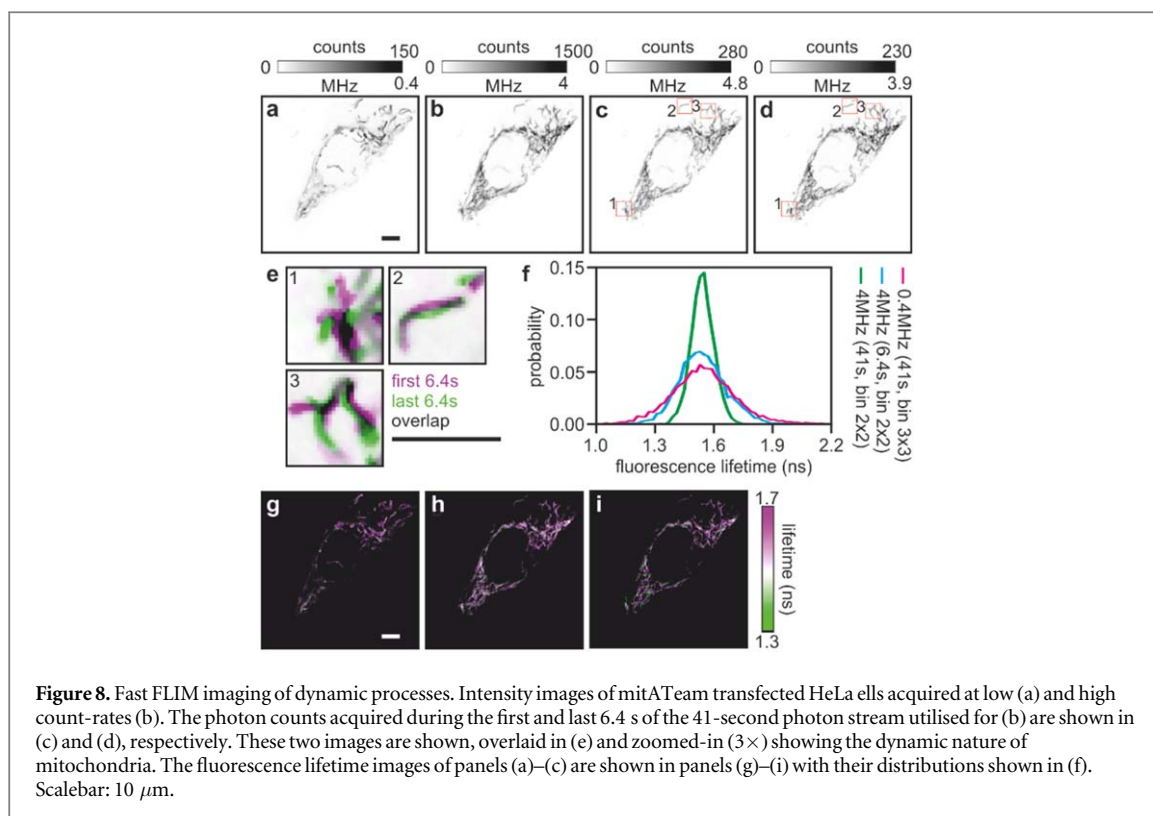 counts
0 150
MHz 0.4
counts
0 1500
MHz 4
counts
0 280
MHz 4.8
counts
0 230
MHz 3.9
a
b
c
2 3
1
d
2 3
1
e
1
2
3
first 6.4s
last 6.4s
overlap
f
probability
0.15
0.10
0.05
0.00
1.0 1.3 1.6 1.9 2.2
fluorescence lifetime (ns)
0.4MHz (41s, bin 3x3)
4MHz (6.4s, bin 2x2)
4MHz (41s, bin 2x2)
g
h
i
1.7
lifetime (ns)
1.3
Figure 8. Fast FLIM imaging of dynamic processes. Intensity images of mitATeam transfected HeLa ells acquired at low (a) and high
count-rates (b). The photon counts acquired during the first and last 6.4 s of the 41-second photon stream utilised for (b) are shown in
(c) and (d), respectively. These two images are shown, overlaid in (e) and zoomed-in (3×) showing the dynamic nature of
mitochondria. The fluorescence lifetime images of panels (a)–(c) are shown in panels (g)–(i) with their distributions shown in (f).
Scalebar: 10 μm.